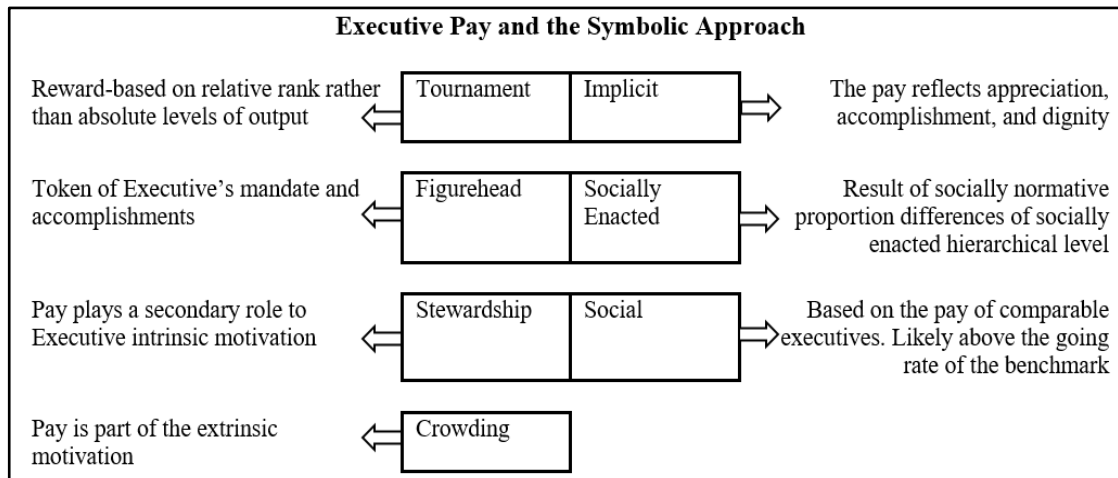 Executive Pay and the Symbolic Approach
Reward-based on relative rank rather
than absolute levels of output
Tournament
Implicit
The pay reflects appreciation,
accomplishment, and dignity
Token of Executive's mandate and
accomplishments
Figurehead
Socially
Enacted
Result of socially normative
proportion differences of socially
enacted hierarchical level
Pay plays a secondary role to
Executive intrinsic motivation
Stewardship
Social
Based on the pay of comparable
executives. Likely above the going
rate of the benchmark
Pay is part of the extrinsic
motivation
Crowding